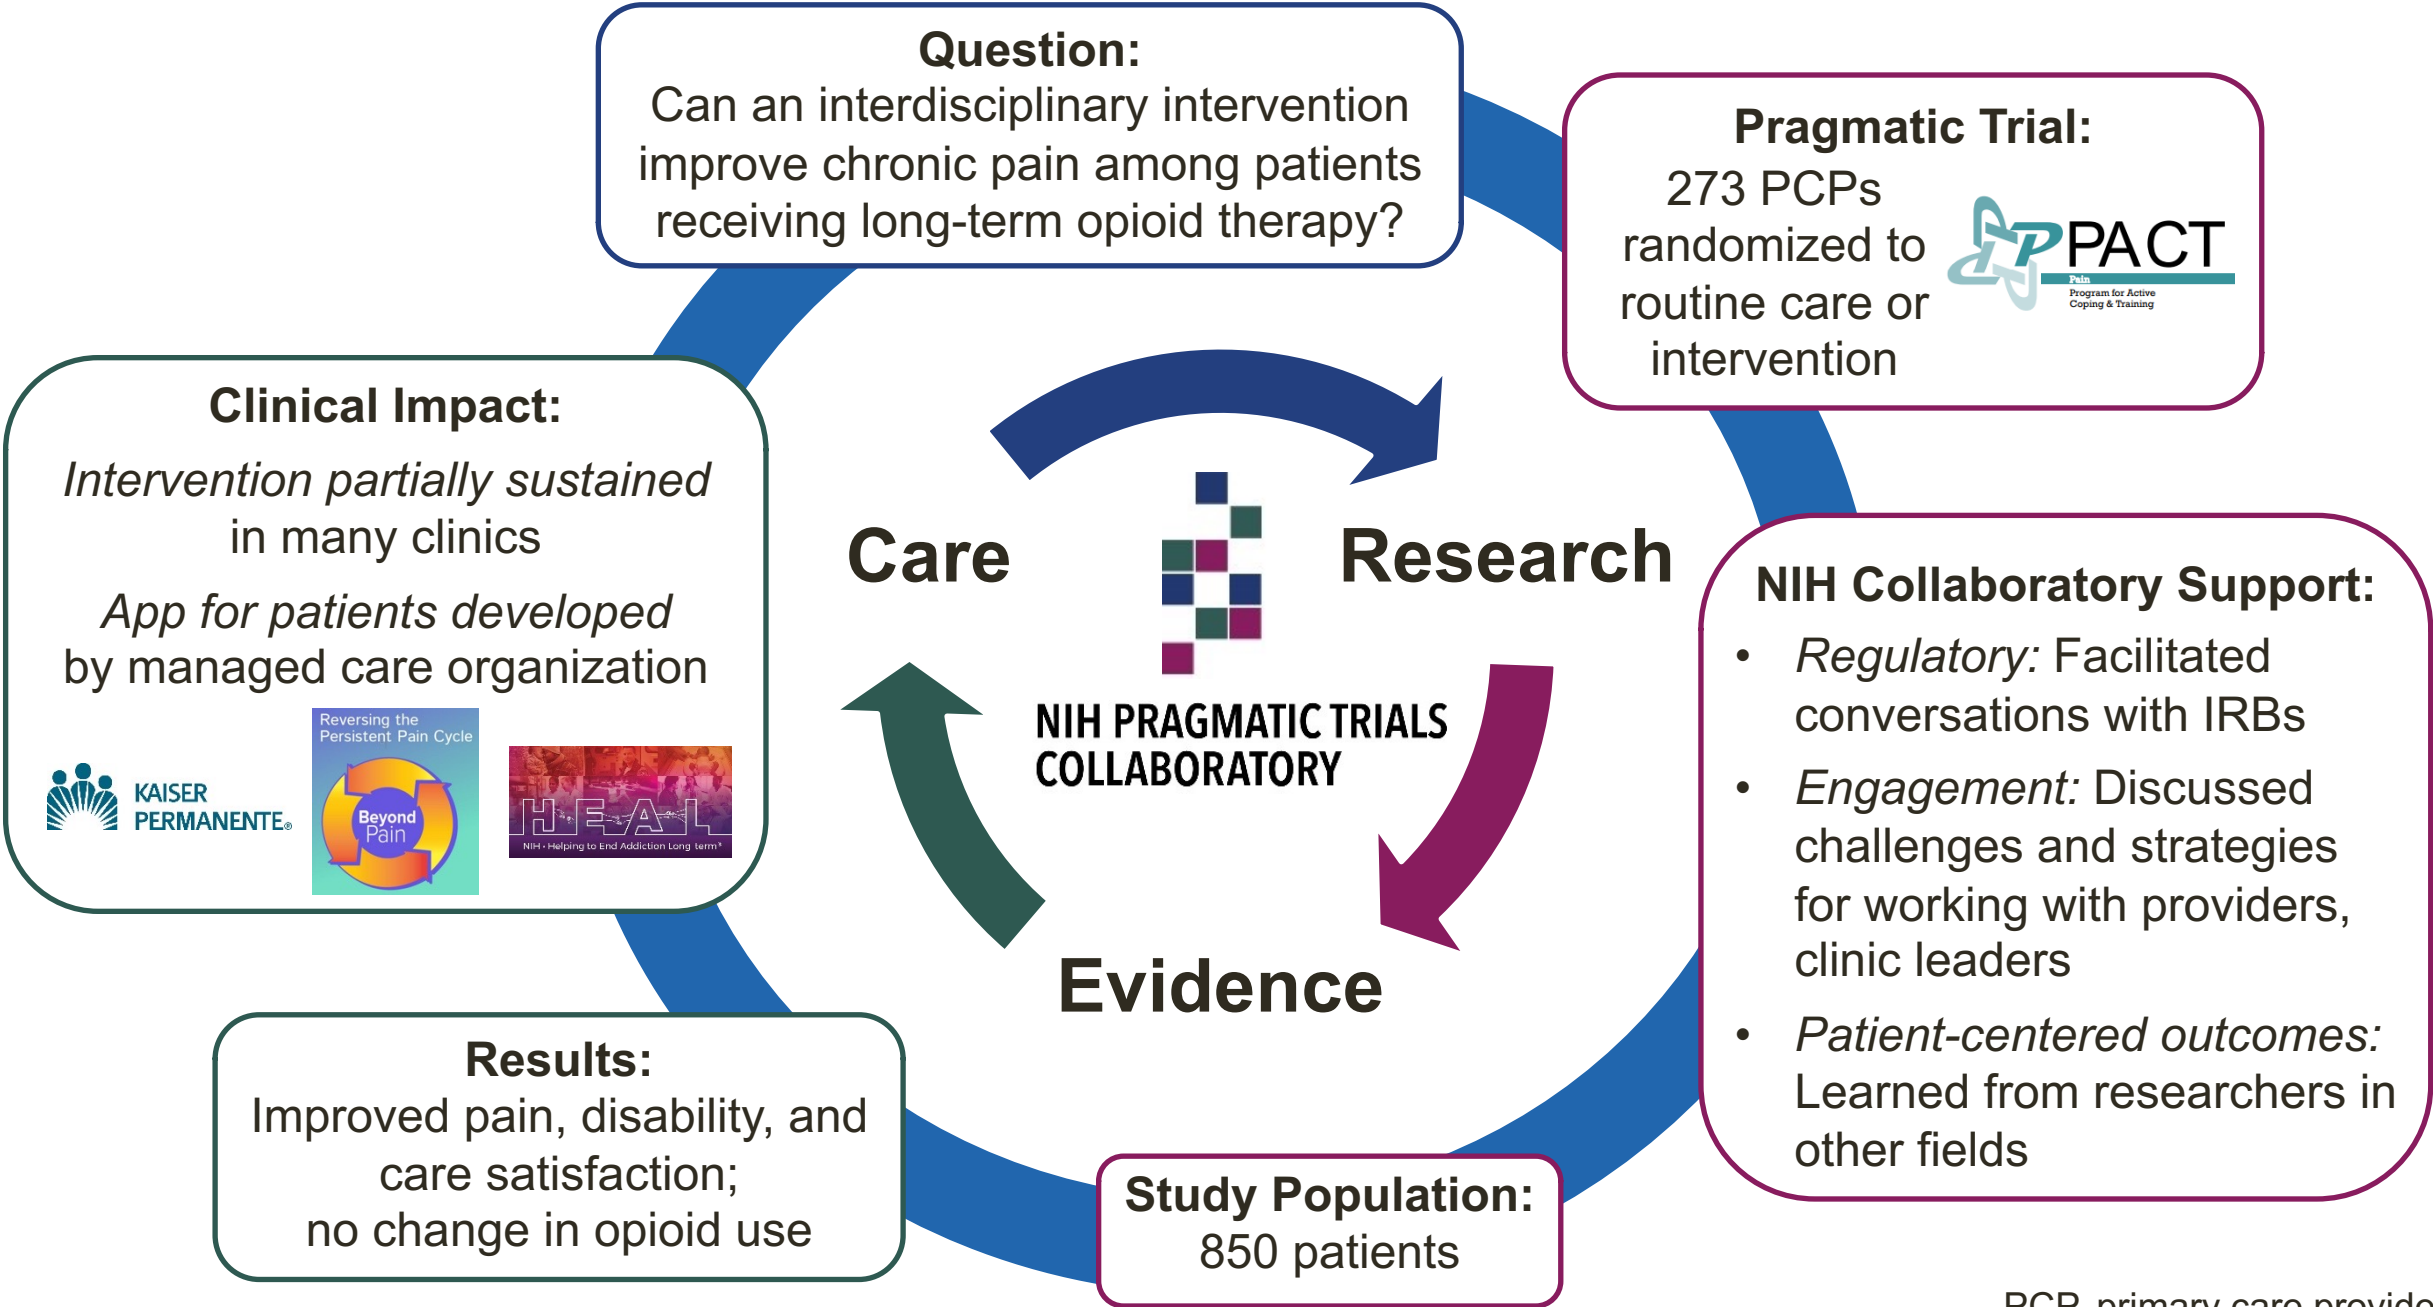 Question:
Can an interdisciplinary intervention
improve chronic pain among patients
receiving long-term opioid therapy?
Pragmatic Trial:
273 PCPs
randomized to
routine care or
intervention
PPACT
Pain
Program for Active
Coping & Training
Clinical Impact:
Intervention partially sustained
in many clinics
App for patients developed
by managed care organization
KAISER
PERMANENTE®
Reversing the
Persistent Pain Cycle
Beyond
Pain
HEAL
NIH • Helping to End Addiction Long term
Care
Research
Evidence
NIH PRAGMATIC TRIALS
COLLABORATORY
NIH Collaboratory Support:
• Regulatory: Facilitated
conversations with IRBs
• Engagement: Discussed
challenges and strategies
for working with providers,
clinic leaders
• Patient-centered outcomes:
Learned from researchers in
other fields
Results:
Improved pain, disability, and
care satisfaction;
no change in opioid use
Study Population:
850 patients
PCP, primary care provide